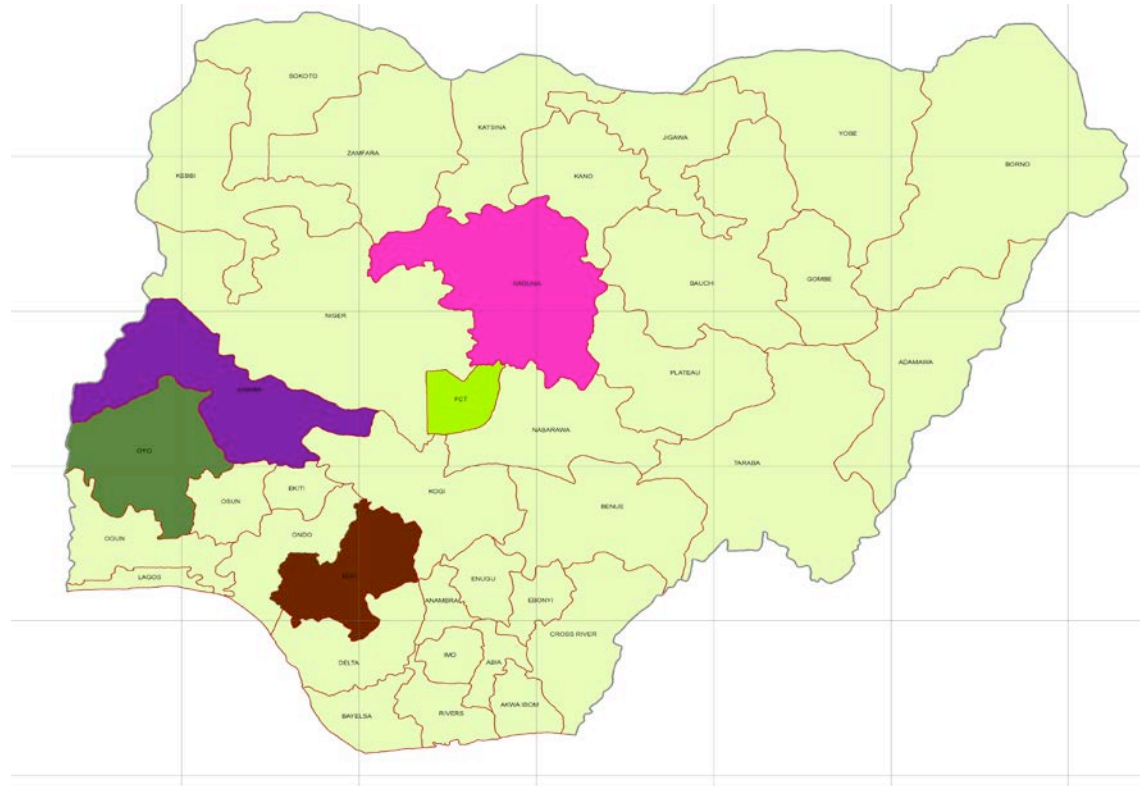 SOKOTO
KATSINA
JIGAWA
YOBE
ZAMFARA
BORNO
KEBBI
KANO
KADUNA
BAUCHI
GOMBE
NIGER
ADAMAWA
PLATEAU
KWARA
FCT
NASARAWA
OYO
TARABA
KOGI
EKITI
OSUN
BENUE
ONDO
OGUN
EDO
LAGOS
ENUGU
ANAMBRA
EBONYI
CROSS RIVER
DELTA
IMO
ABIA
AKWA IBOM
BAYELSA
RIVERS